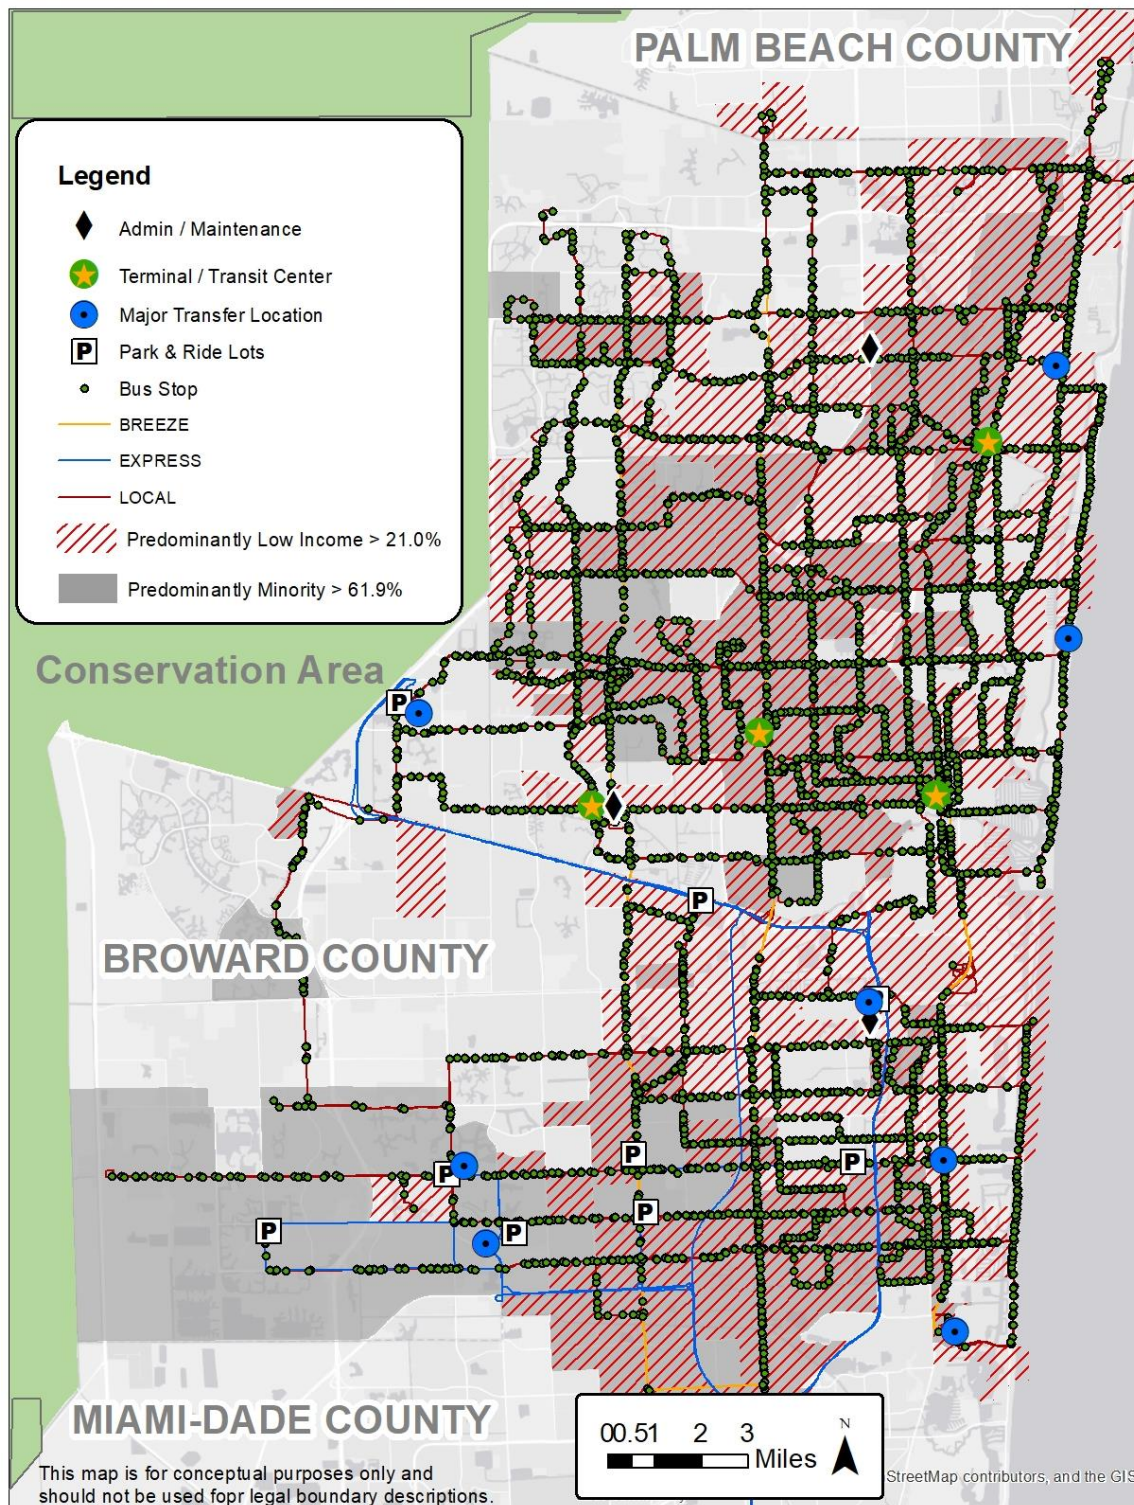 PALM BEACH COUNTY
Legend
Admin / Maintenance
Terminal / Transit Center
Major Transfer Location
P Park & Ride Lots
Bus Stop
BREEZE
EXPRESS
LOCAL
Predominantly Low Income > 21.0%
Predominantly Minority > 61.9%
Conservation Area
P
P
BROWARD COUNTY
P
P
P
P
P
P
MIAMI-DADE COUNTY
00.51 2 3
Miles
N
This map is for conceptual purposes only and
should not be used fopr legal boundary descriptions.
StreetMap contributors, and the GIS